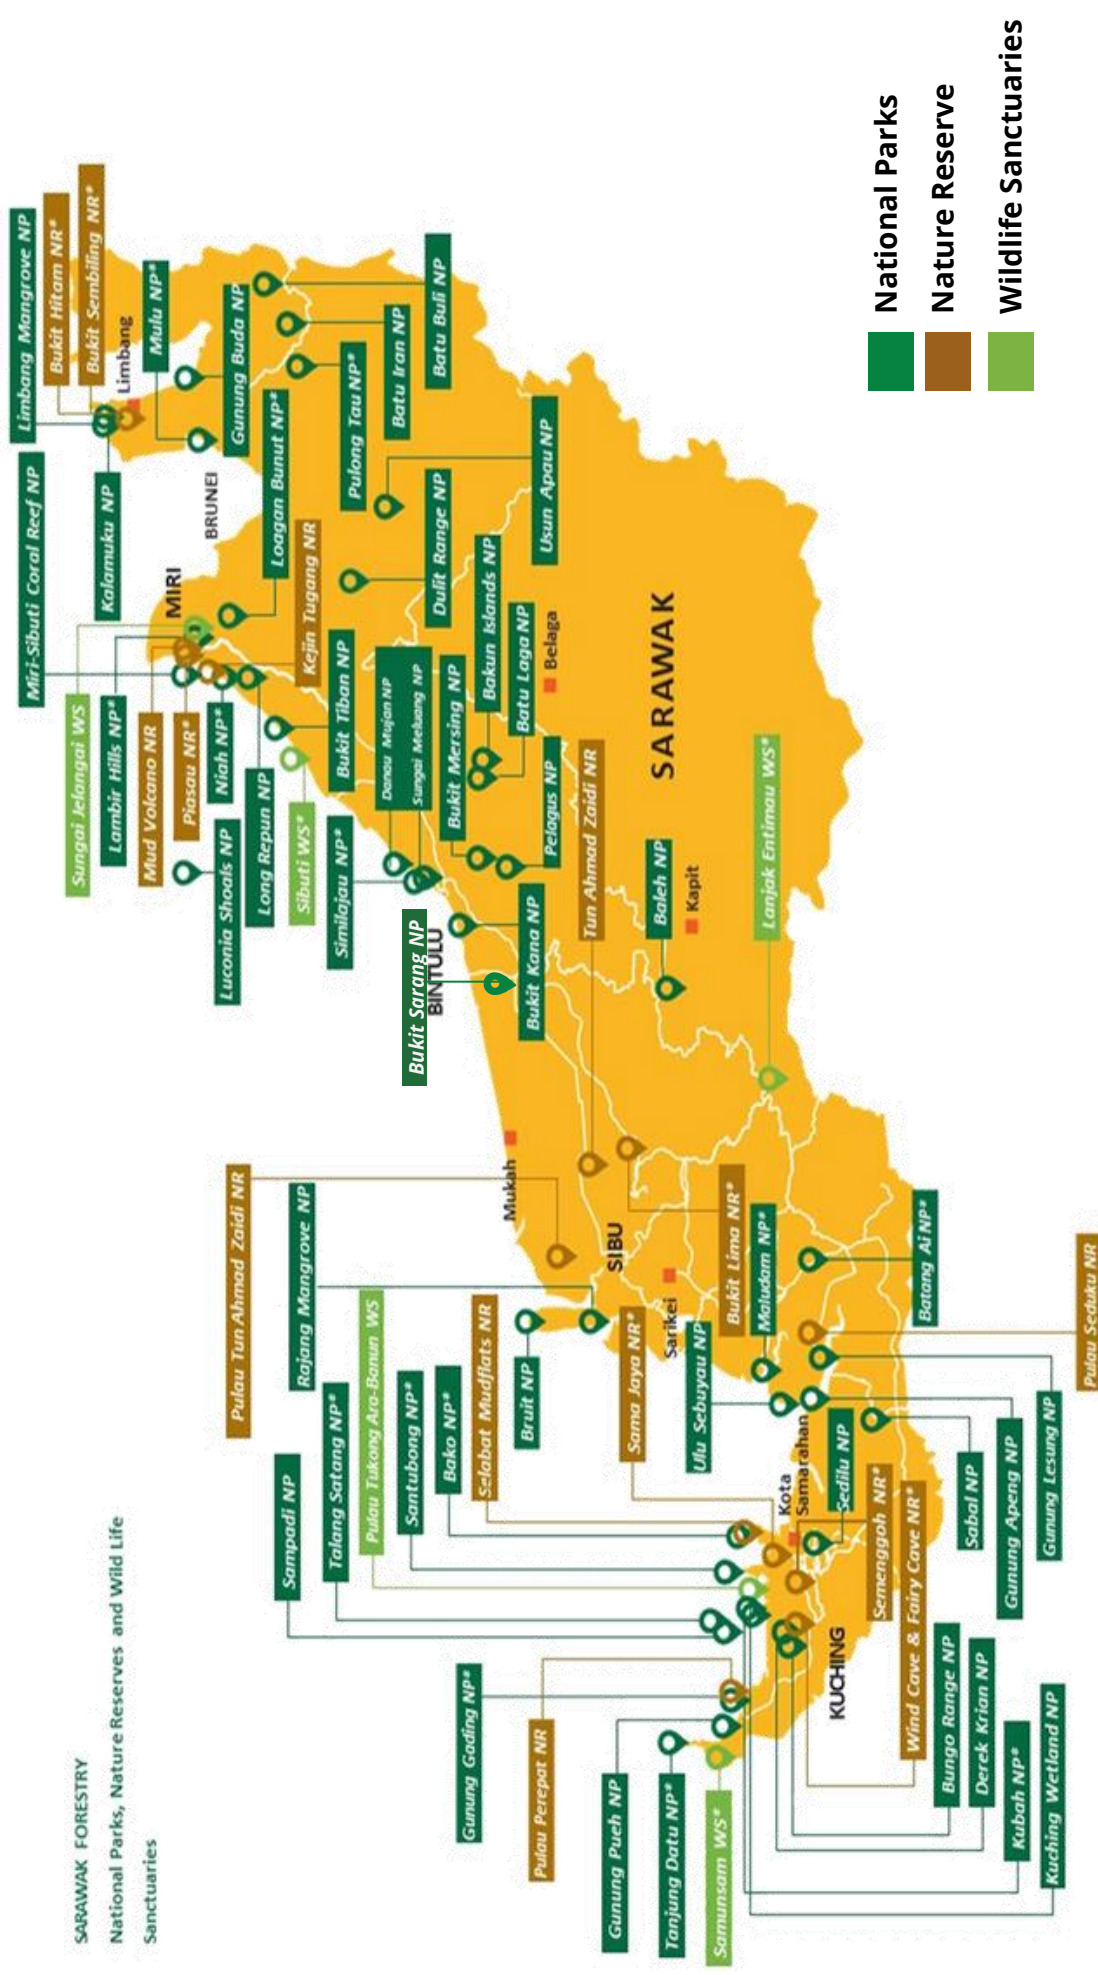 SARAWAK FORESTRY
National Parks, Nature Reserves and Wild Life
Sanctuaries
Limbang Mangrove NP
Bukit Hitam NR*
Bukit Sembiling NR*
Limbang
Mulu NP*
Gunung Buda NP
Batu Buli NP
Batu Iran NP
Pulong Tau NP*
Loagan Bunut NP*
Usun Apau NP
Dulit Range NP
Bakun Islands NP
Batu Laga NP
Bukit Mersing NP
Pelagus NP
Miri-Sibuti Coral Reef NP
Kalamuku NP
BRUNEI
MIRI
Kejin Tugang NR
Sungai Jelangai WS
Lambir Hills NP*
Mud Volcano NR
Piasau NR*
Niah NP*
Luconia Shoals NP
Long Repun NP
Sibuti WS*
Bukit Tiban NP
Similajau NP*
Danau Mujan NP
Sungai Meluang NP
Bukit Sarang NP
BINTULU
Bukit Kana NP
Tun Ahmad Zaidi NR
Belaga
SARAWAK
Baleh NP
Kapit
Lanjak Entimau WS*
Mukah
SIBU
Sarikei
Pulau Tun Ahmad Zaidi NR
Rajang Mangrove NP
Pulau Tukong Ara-Banun WS
Talang Satang NP*
Sampadi NP
Santubong NP*
Bako NP*
Selabat Mudflats NR
Bruit NP
Sama Jaya NR*
Ulu Sebuyau NP
Bukit Lima NR*
Maludam NP*
Batang Ai NP*
Pulau Seduku NR
Kota
Samarahan
Sedilu NP
Semenggoh NR*
Wind Cave & Fairy Cave NR*
Sabal NP
Gunung Apeng NP
Gunung Lesung NP
KUCHING
Gunung Gading NP*
Pulau Perepat NR
Gunung Pueh NP
Tanjung Datu NP*
Samunsam WS*
Bungo Range NP
Derek Krian NP
Kubah NP*
Kuching Wetland NP
National Parks
Nature Reserve
Wildlife Sanctuaries